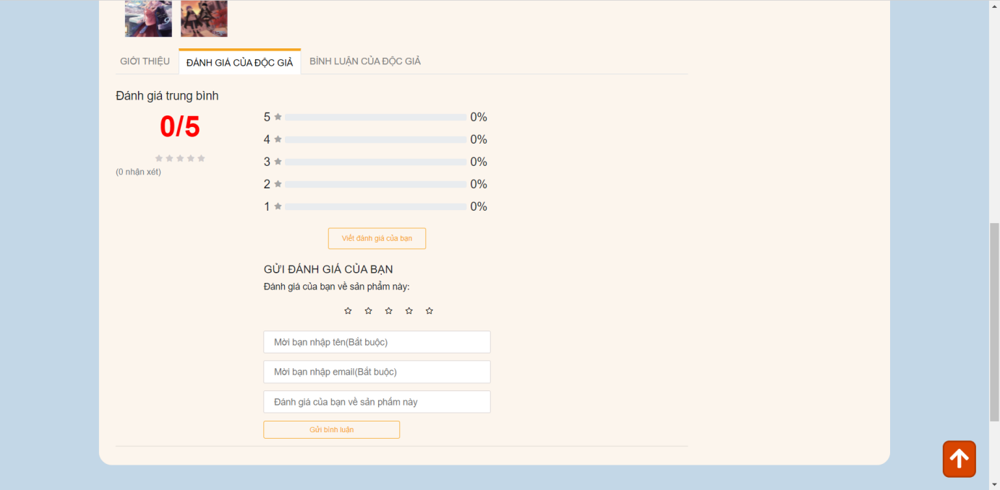 GIỚI THIỆU
ĐÁNH GIÁ CỦA ĐỘC GIẢ
BÌNH LUẬN CỦA ĐỘC GIẢ
Đánh giá trung bình
0/5
(0 nhận xét)
5 0%
4 0%
3 0%
2 0%
1 0%
Viết đánh giá của bạn
GỬI ĐÁNH GIÁ CỦA BẠN
Đánh giá của bạn về sản phẩm này:
Mời bạn nhập tên(Bắt buộc)
Mời bạn nhập email(Bắt buộc)
Đánh giá của bạn về sản phẩm này
Gửi bình luận